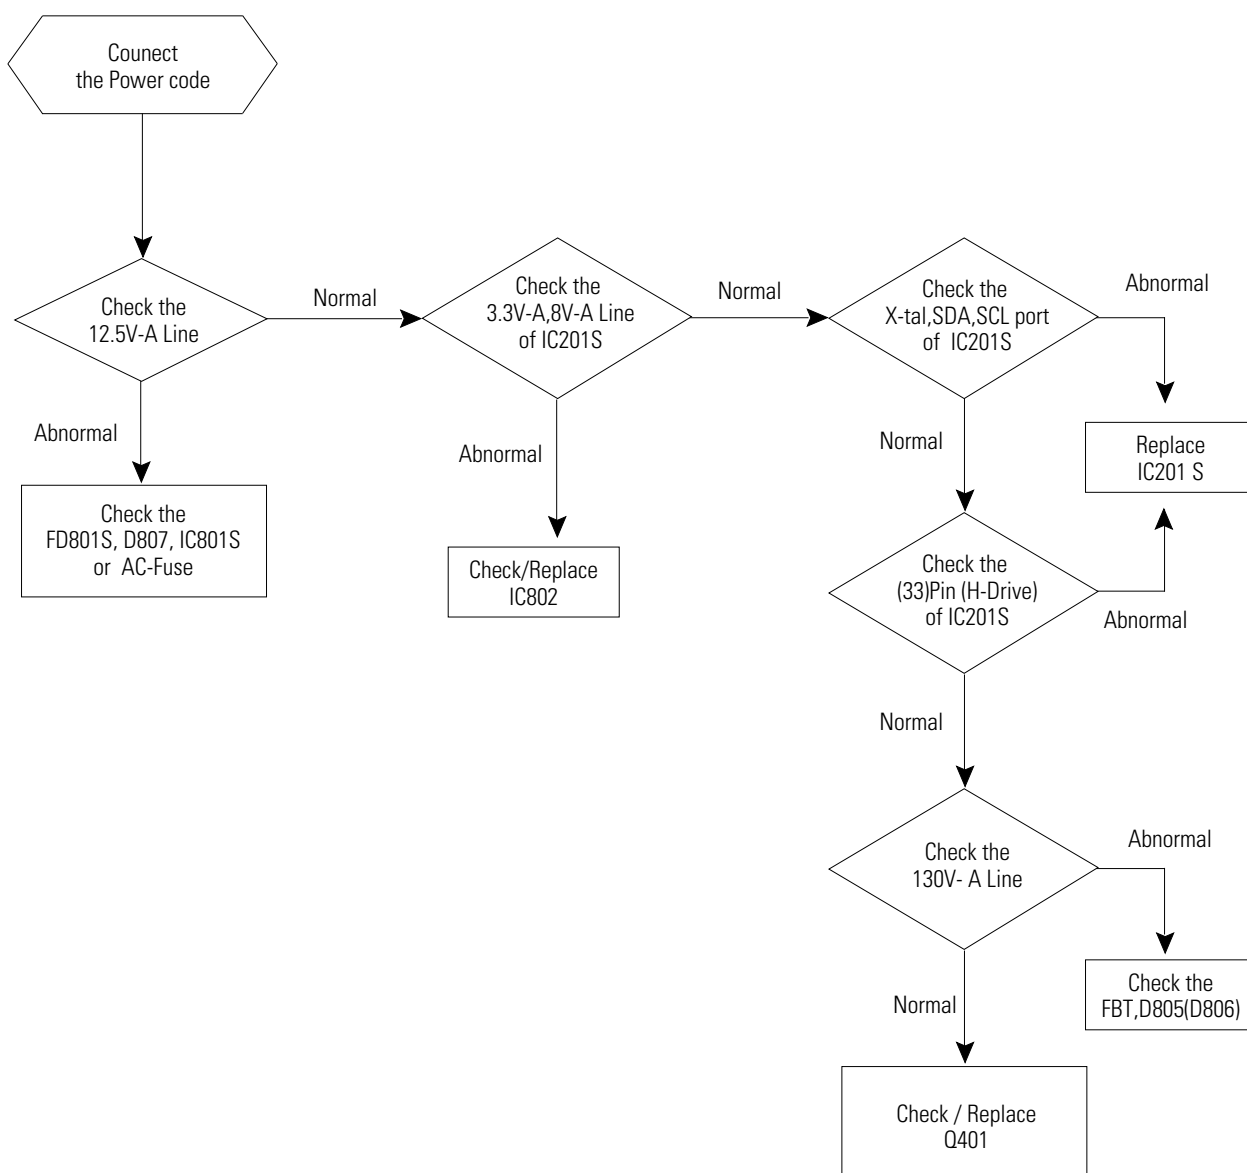 Counect
the Power code
Check the
12.5V-A Line
Normal
Abnormal
Check the
FD801S, D807, IC801S
or AC-Fuse
Check the
3.3V-A,8V-A Line
of IC201S
Normal
Abnormal
Check/Replace
IC802
Check the
X-tal,SDA,SCL port
of IC201S
Abnormal
Normal
Replace
IC201 S
Check the
(33)Pin (H-Drive)
of IC201S
Abnormal
Normal
Check the
130V- A Line
Abnormal
Normal
Check the
FBT,D805(D806)
Check / Replace
Q401